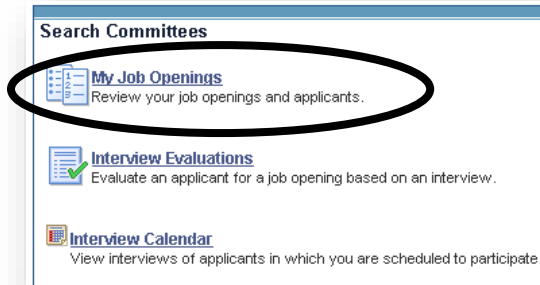 Search Committees
My Job Openings
Review your job openings and applicants.
Interview Evaluations
Evaluate an applicant for a job opening based on an interview.
Interview Calendar
View interviews of applicants in which you are scheduled to participate